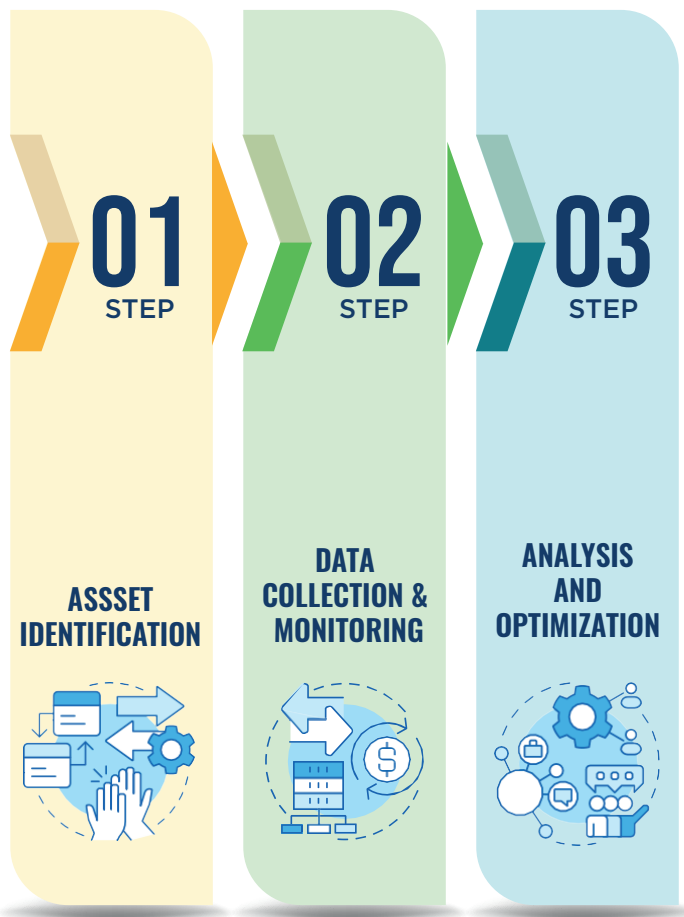 01
STEP
ASSSET
IDENTIFICATION
02
STEP
DATA
COLLECTION &
MONITORING
03
STEP
ANALYSIS
AND
OPTIMIZATION